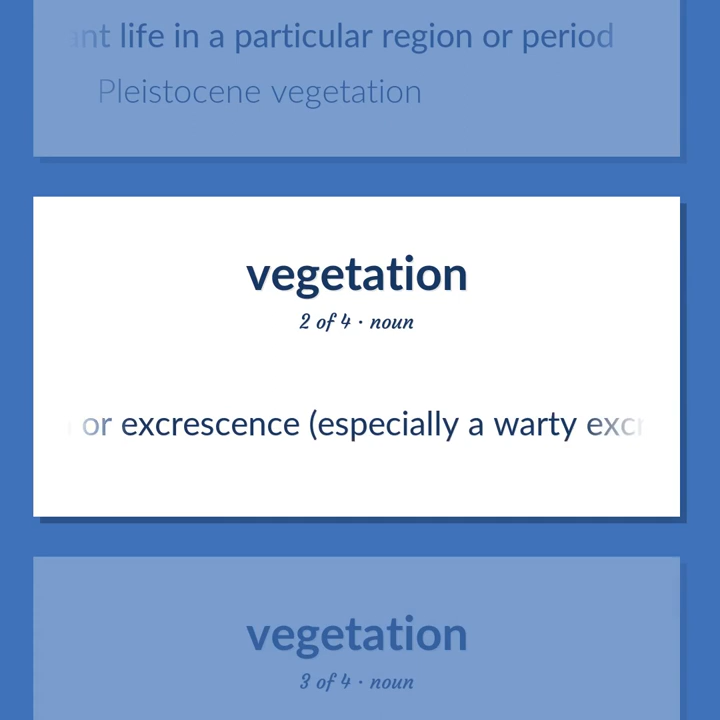 life in a particular region or period
Pleistocene vegetation
vegetation
2 of 4 · noun
or excrescence (especially a warty
vegetation
3 of 4 · noun